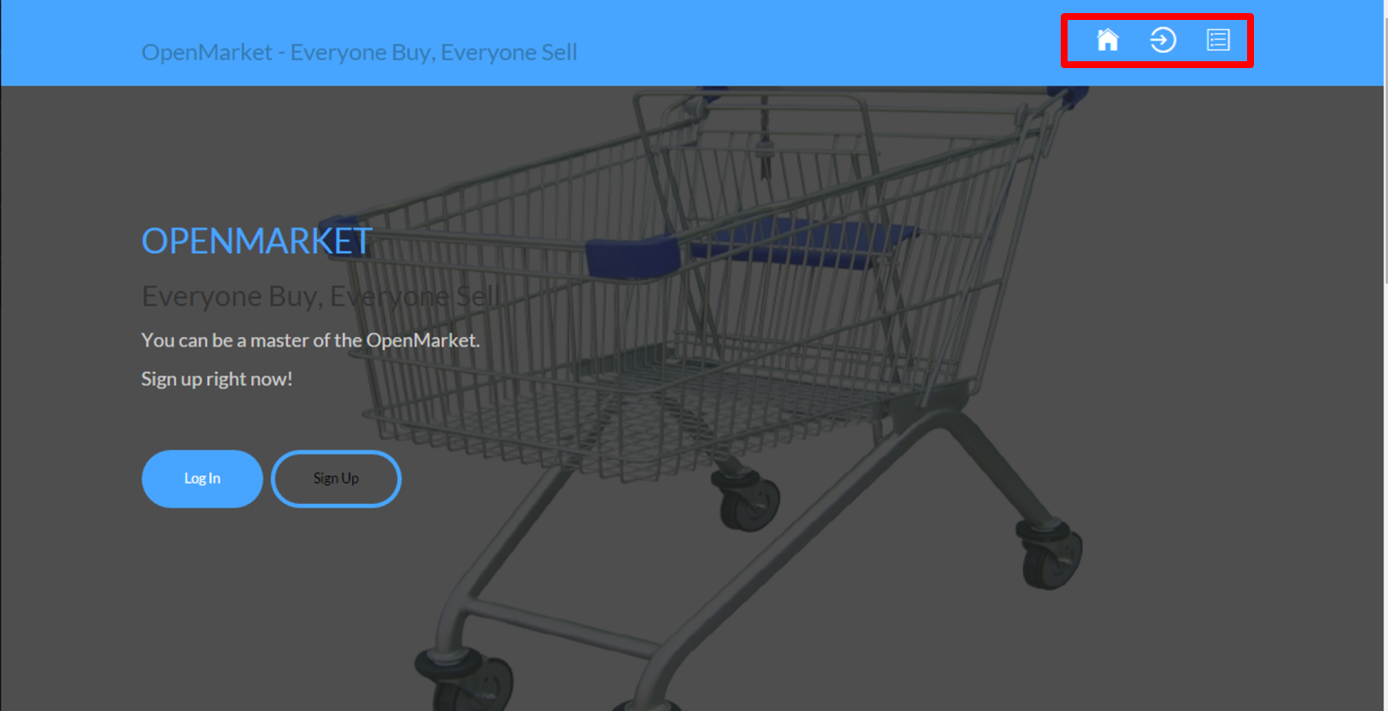 OpenMarket - Everyone Buy, Everyone Sell
OPENMARKET
Everyone Buy, Everyone Sell
You can be a master of the OpenMarket.
Sign up right now!
Log In
Sign Up